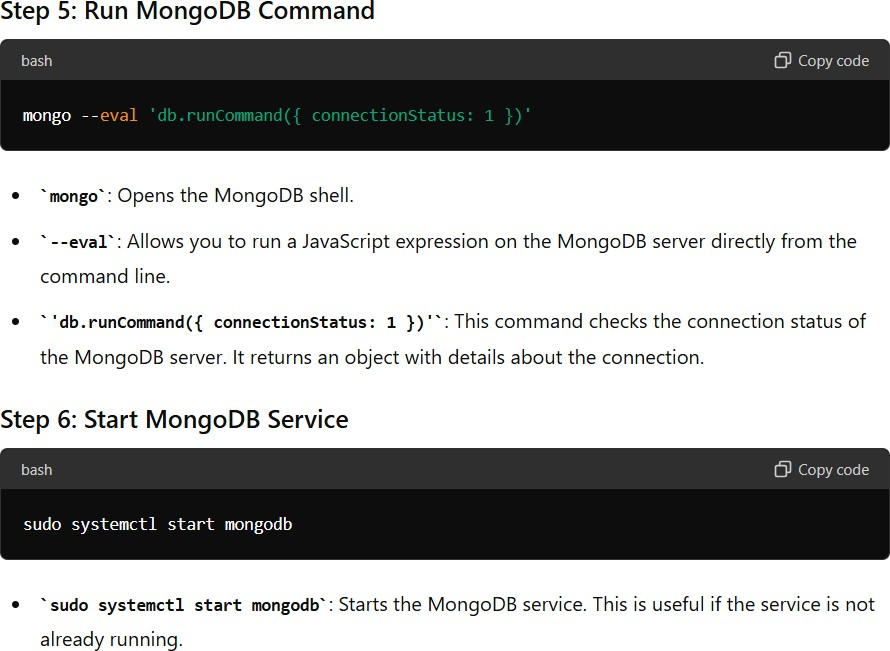 Step 5: Run MongoDB Command
bash
Copy code
mongo --eval 'db.runCommand({ connectionStatus: 1 })'
`mongo`: Opens the MongoDB shell.
`--eval`: Allows you to run a JavaScript expression on the MongoDB server directly from the
command line.
`'db.runCommand({ connectionStatus: 1 })'`: This command checks the connection status of
the MongoDB server. It returns an object with details about the connection.
Step 6: Start MongoDB Service
bash
Copy code
sudo systemctl start mongodb
`sudo systemctl start mongodb`: Starts the MongoDB service. This is useful if the service is not
already running.